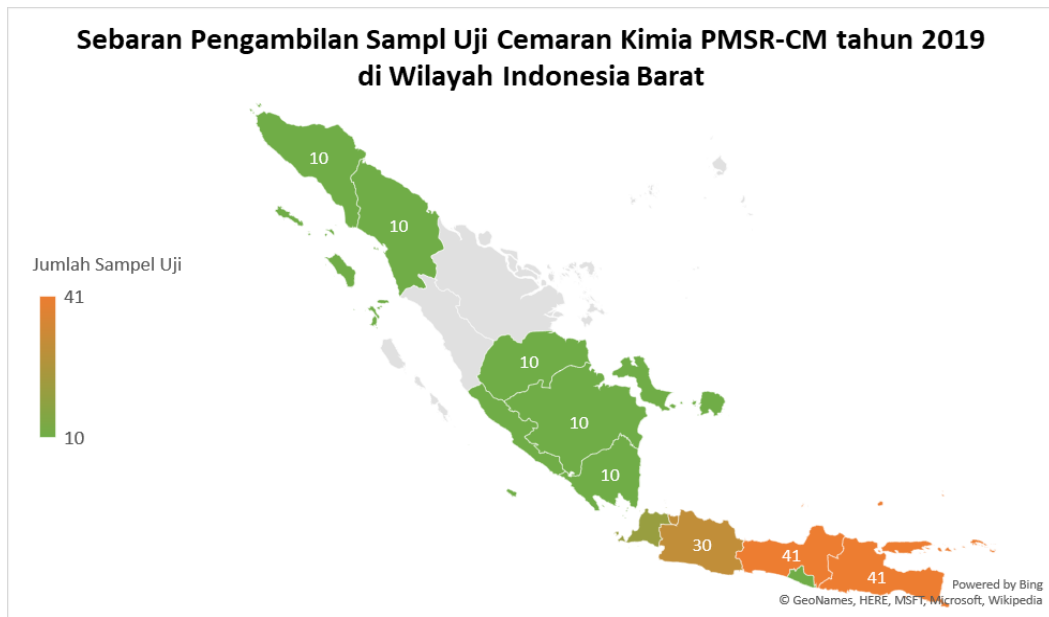 Sebaran Pengambilan Sampl Uji Cemaran Kimia PMSR-CM tahun 2019
di Wilayah Indonesia Barat
10
10
Jumlah Sampel Uji
41
10
10
10
10
30
41
41
Powered by Bing
© GeoNames, HERE, MSFT, Microsoft, Wikipedia